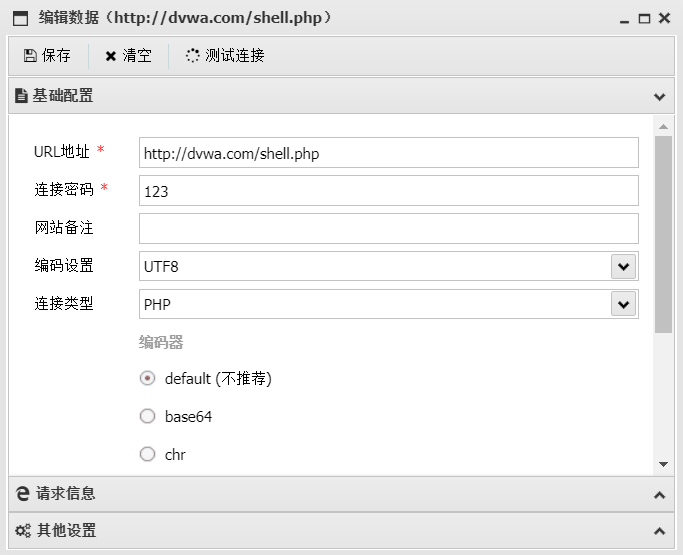 编辑数据（http://dvwa.com/shell.php）
保存 清空 测试连接
基础配置
URL地址 * http://dvwa.com/shell.php
连接密码 * 123
网站备注
编码设置 UTF8
连接类型 PHP
编码器
default (不推荐)
base64
chr
请求信息
其他设置